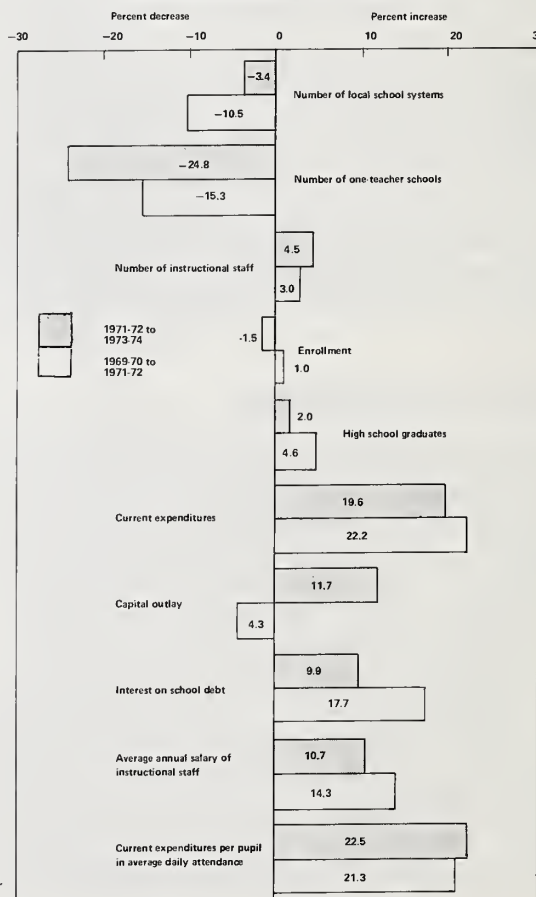 Percent decrease Percent increase
−30 −20 −10 0 10 20
−3.4
Number of local school systems
−10.5
−24.8
Number of one-teacher schools
−15.3
4.5
Number of instructional staff
3.0
1971-72 to
1973-74
-1.5
Enrollment
1969-70 to
1971-72
1.0
2.0
High school graduates
4.6
19.6
Current expenditures
22.2
11.7
Capital outlay
4.3
9.9
Interest on school debt
17.7
Average annual salary of
instructional staff
10.7
14.3
22.5
Current expenditures per pupil
in average daily attendance
21.3